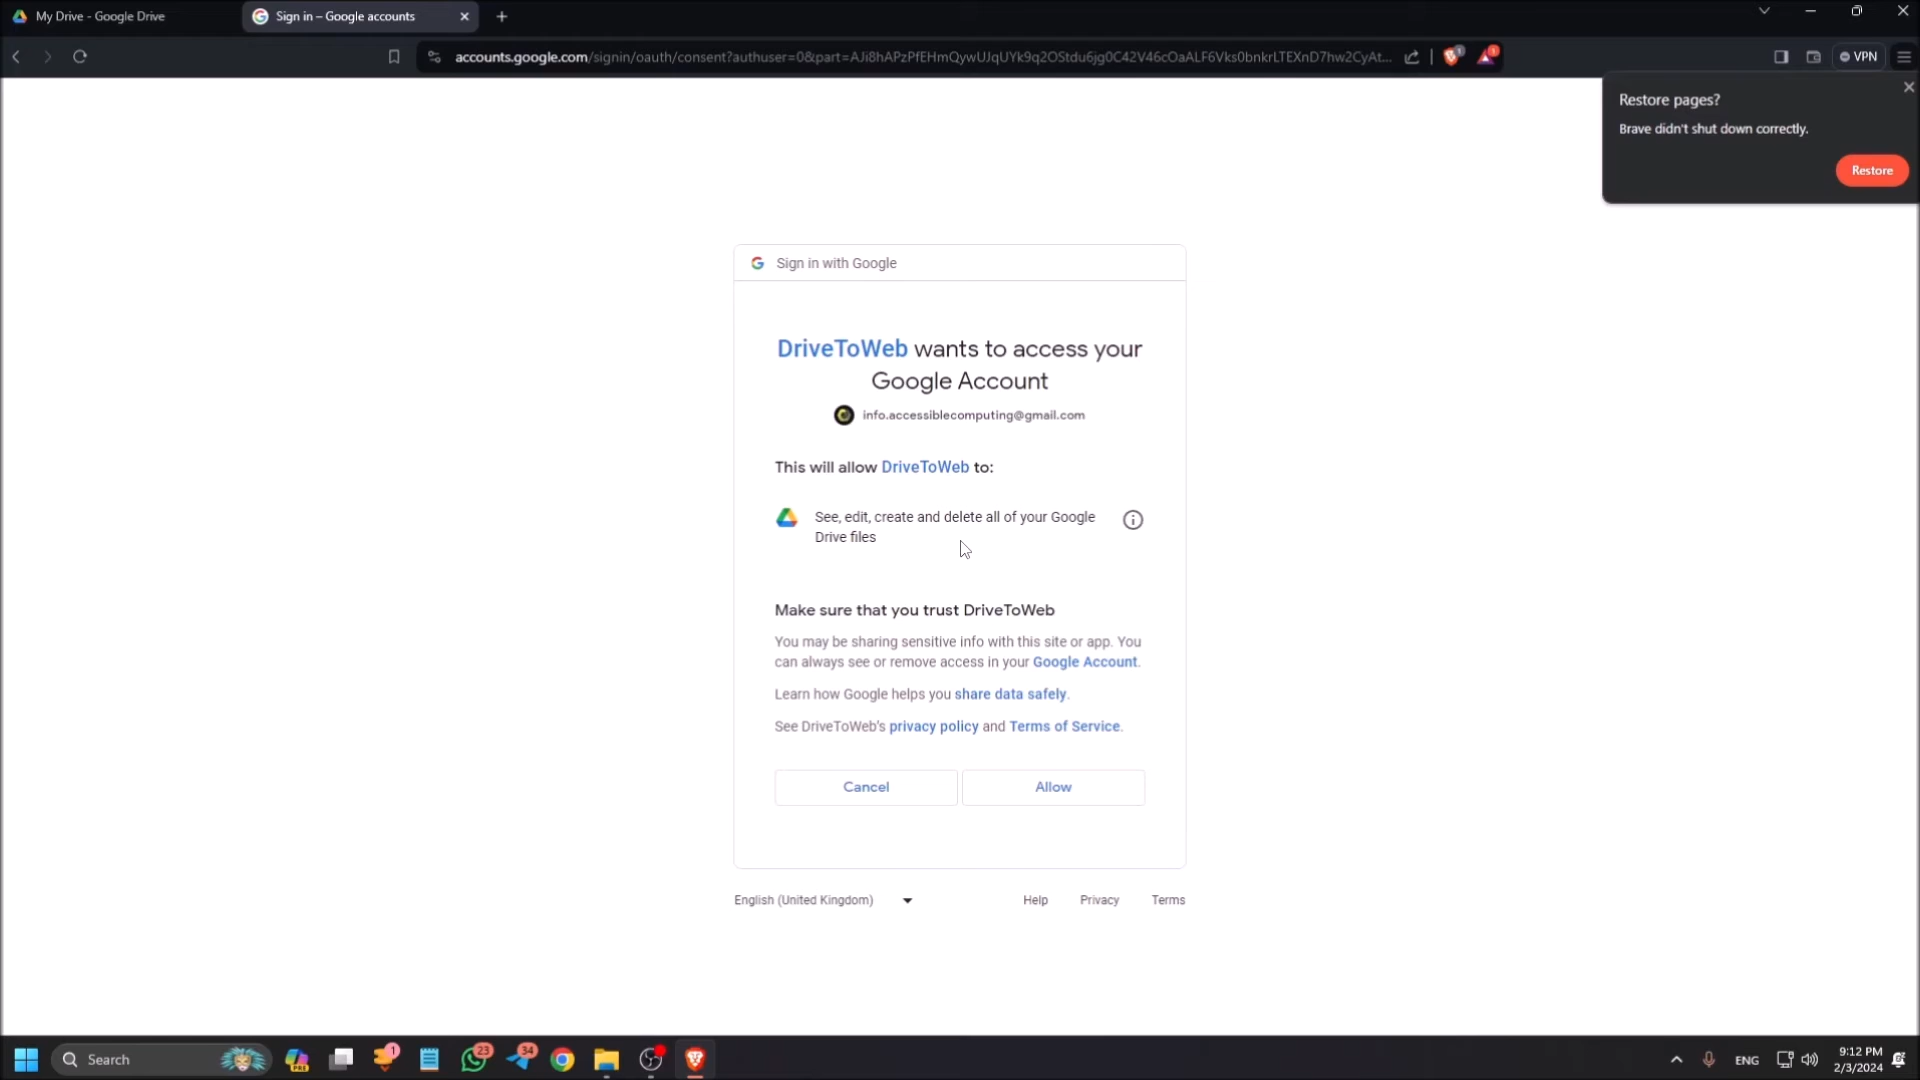 My Drive - Google Drive
Sign in – Google accounts
accounts.google.com/signin/oauth/consent?authuser=0&part=AJi8hAPzPfEHmQywUJqUYk9q2OStdu6jg0C42V46cOaALF6Vks0bnkrLTEXnD7hw2CyAt...
1
1
VPN
Restore pages?
Brave didn't shut down correctly.
Restore
Sign in with Google
DriveToWeb wants to access your
Google Account
info.accessiblecomputing@gmail.com
This will allow DriveToWeb to:
See, edit, create and delete all of your Google
Drive files
Make sure that you trust DriveToWeb
You may be sharing sensitive info with this site or app. You
can always see or remove access in your Google Account.
Learn how Google helps you share data safely.
See DriveToWeb's privacy policy and Terms of Service.
Cancel
Allow
English (United Kingdom)
Help
Privacy
Terms
Search
PRE
1
23
34
ENG
9:12 PM
2/3/2024